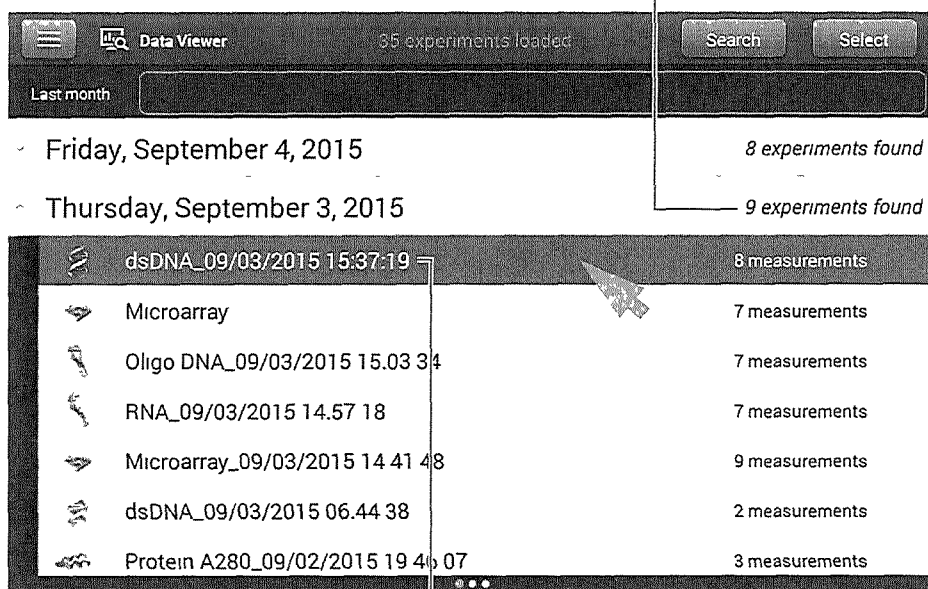 Data Viewer 35 experiments loaded Search Select
Last month
Friday, September 4, 2015 8 experiments found
Thursday, September 3, 2015 9 experiments found
dsDNA_09/03/2015 15:37:19 8 measurements
Microarray 7 measurements
Oligo DNA_09/03/2015 15.03 34 7 measurements
RNA_09/03/2015 14.57 18 7 measurements
Microarray_09/03/2015 14 41 48 9 measurements
dsDNA_09/03/2015 06.44 38 2 measurements
Protein A280_09/02/2015 19 46 07 3 measurements